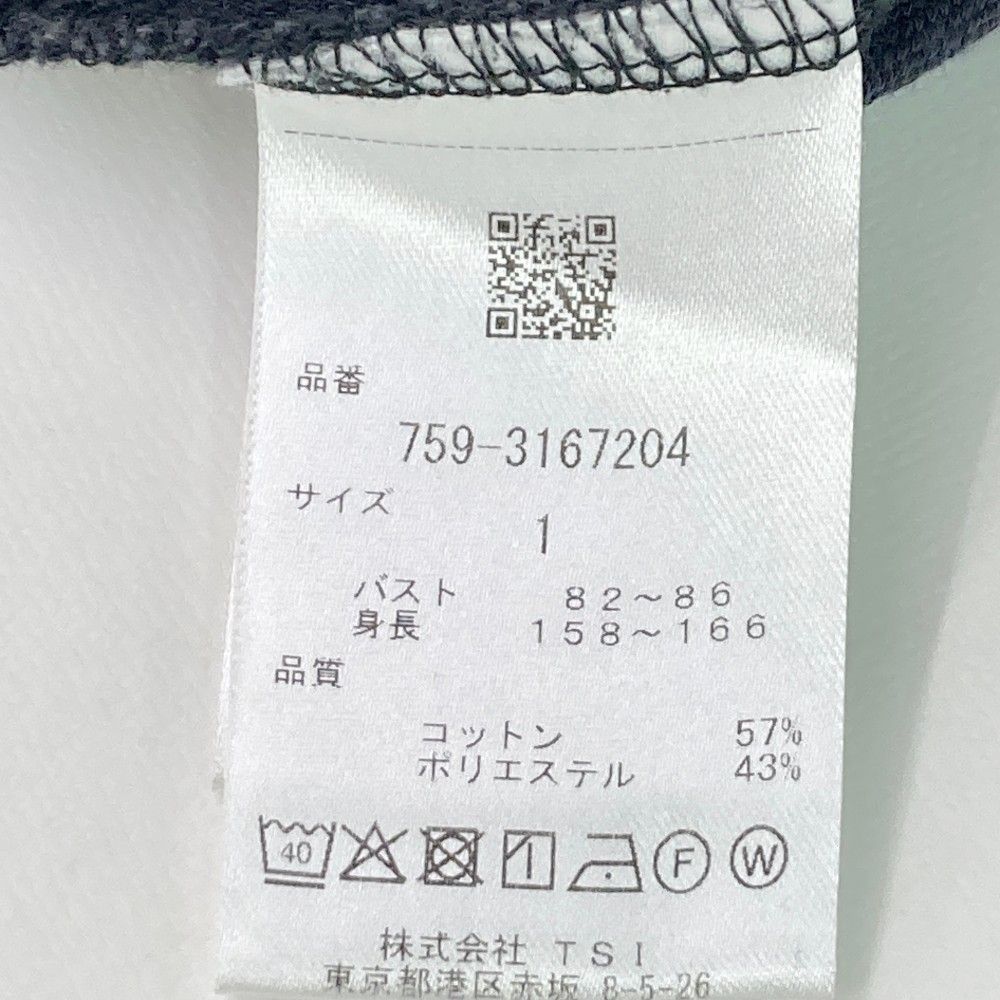 品番
759-3167204
サイズ
1
バスト 82～86
身長 158～166
品質
コットン 57%
ポリエステル 43%
40 F W
株式会社 TSI
東京都港区赤坂 8-5-26